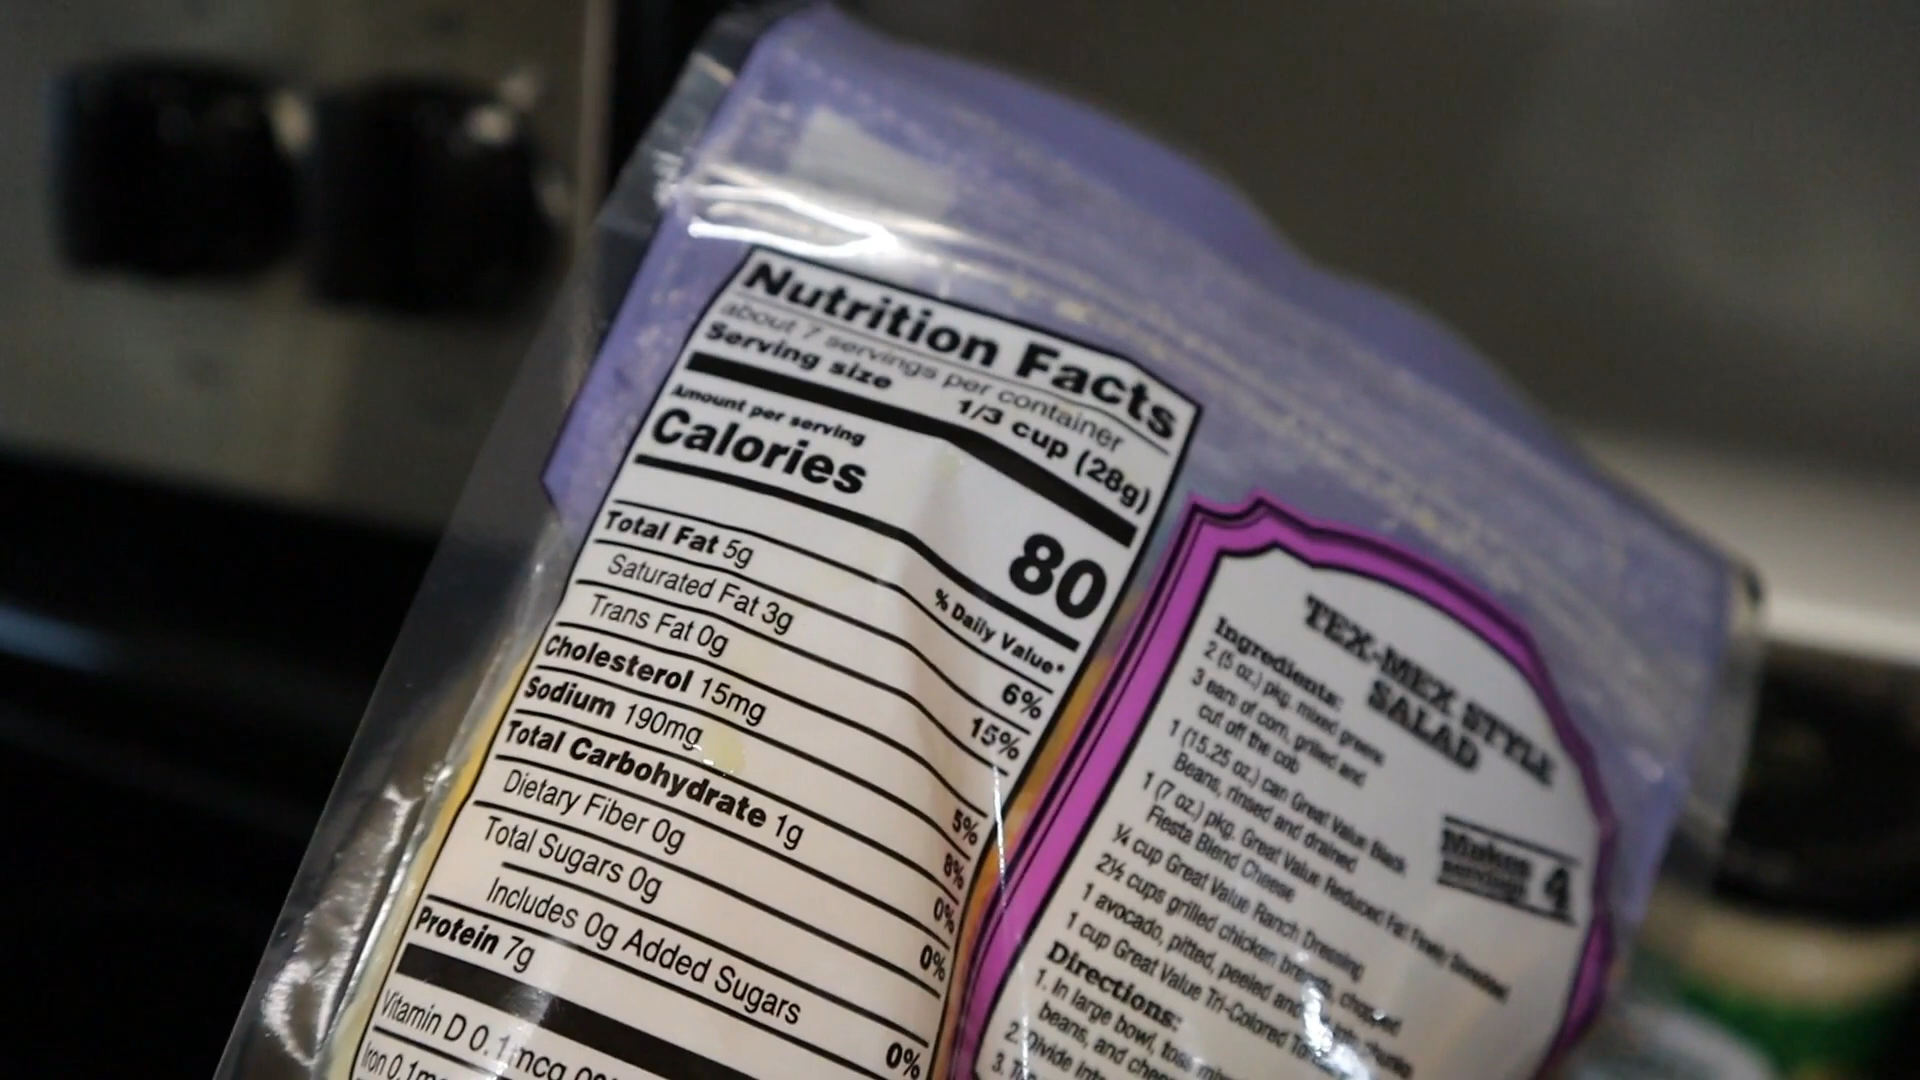 Nutrition Facts
about 7 servings per container
Serving size 1/3 cup (28g)
Amount per serving
Calories 80
% Daily Value*
Total Fat 5g 6%
Saturated Fat 3g 15%
Trans Fat 0g
Cholesterol 15mg 5%
Sodium 190mg 8%
Total Carbohydrate 1g 0%
Dietary Fiber 0g 0%
Total Sugars 0g
Includes 0g Added Sugars 0%
Protein 7g
Vitamin D 0.1mcg
Iron 0.1
TEX-MEX STYLE
SALAD
Makes 4
servings
Ingredients:
2 (5 oz.) pkg. mixed greens
3 ears of corn, grilled and
cut off the cob
1 (15.25 oz.) can Great Value Black
Beans, rinsed and drained
1 (7 oz.) pkg. Great Value Reduced Fat Finely Shredded
Fiesta Blend Cheese
¼ cup Great Value Ranch Dressing
2½ cups grilled chicken breasts, chopped
1 avocado, pitted, peeled and
1 cup Great Value Tri-Colored
Directions:
1. In large bowl, toss
beans, and
2. Divide into
3.